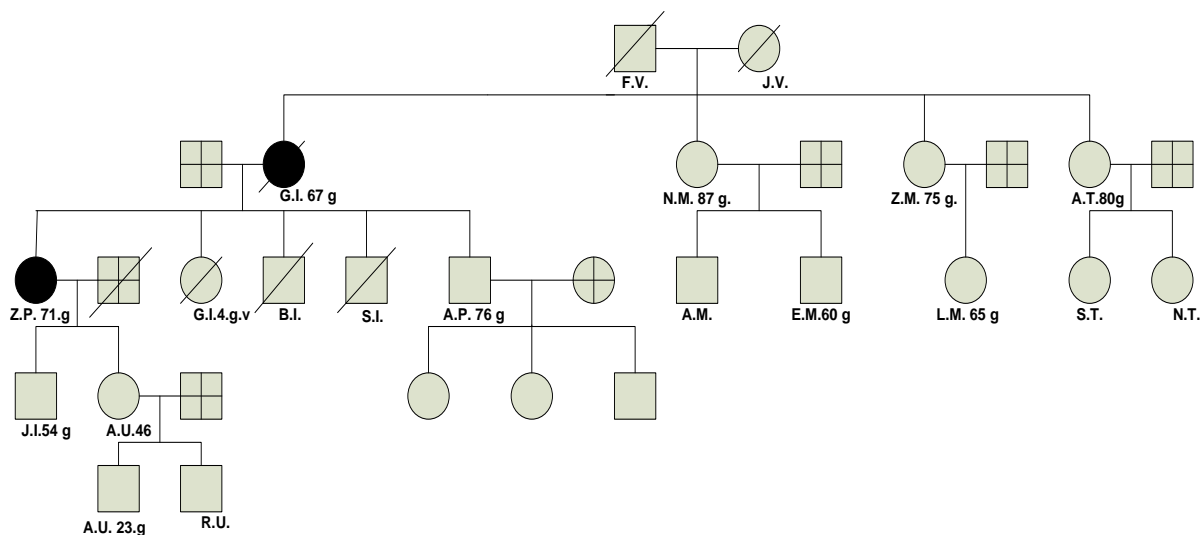 F.V.
J.V.
G.I. 67 g
N.M. 87 g.
Z.M. 75 g.
A.T.80g
Z.P. 71.g
G.I.4.g.v
B.I.
S.I.
A.P. 76 g
A.M.
E.M.60 g
L.M. 65 g
S.T.
N.T.
J.I.54 g
A.U.46
A.U. 23.g
R.U.